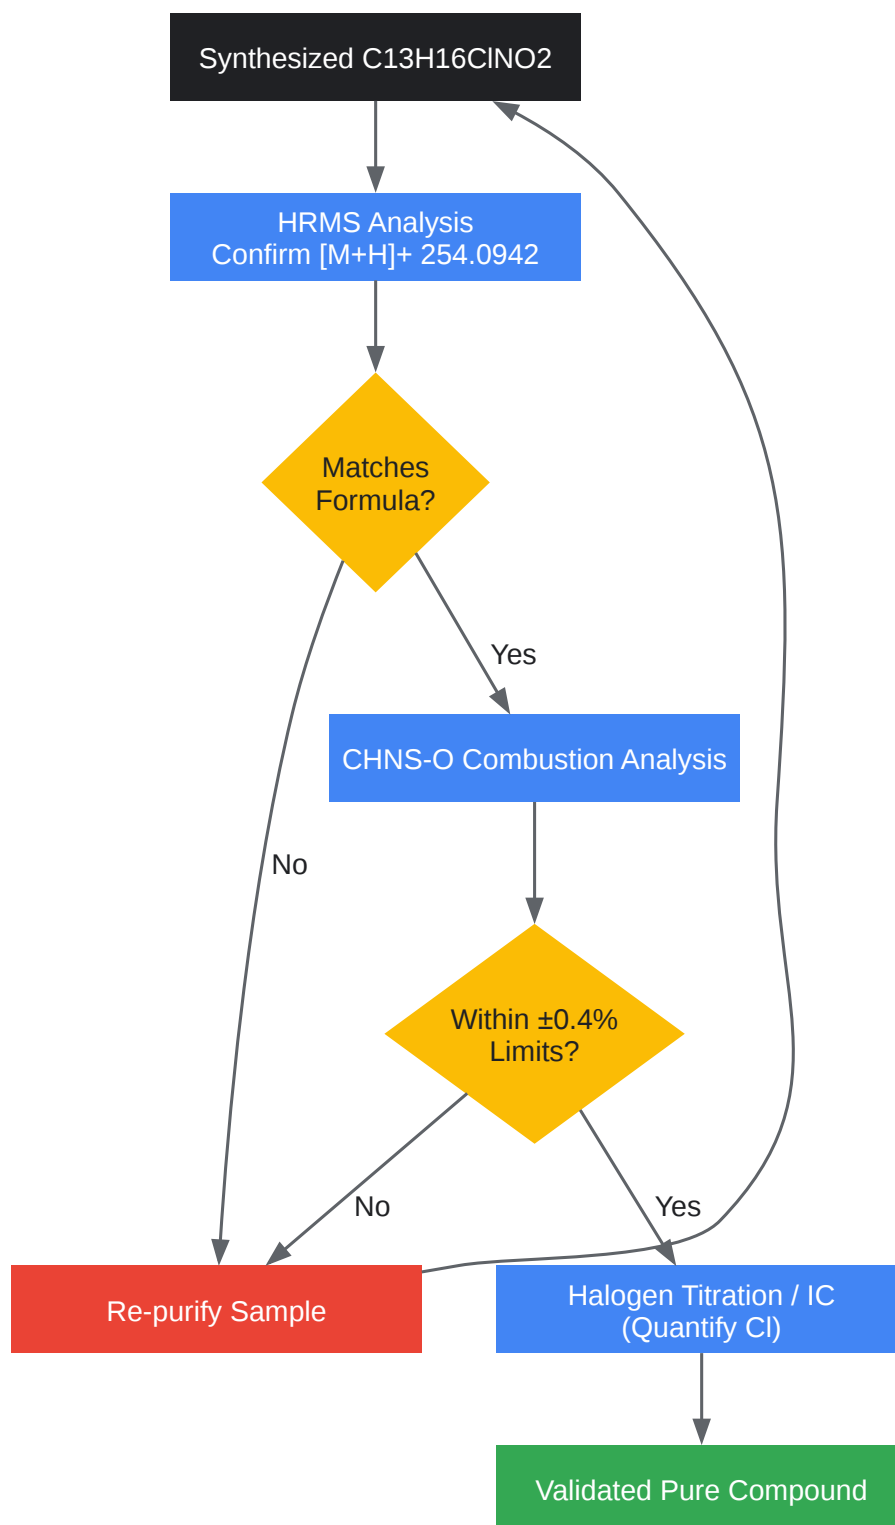 Synthesized C13H16ClNO2
HRMS Analysis
Confirm [M+H]+ 254.0942
Matches
Formula?
Yes
CHNS-O Combustion Analysis
No
Within ±0.4%
Limits?
No
Yes
Re-purify Sample
Halogen Titration / IC
(Quantify Cl)
Validated Pure Compound